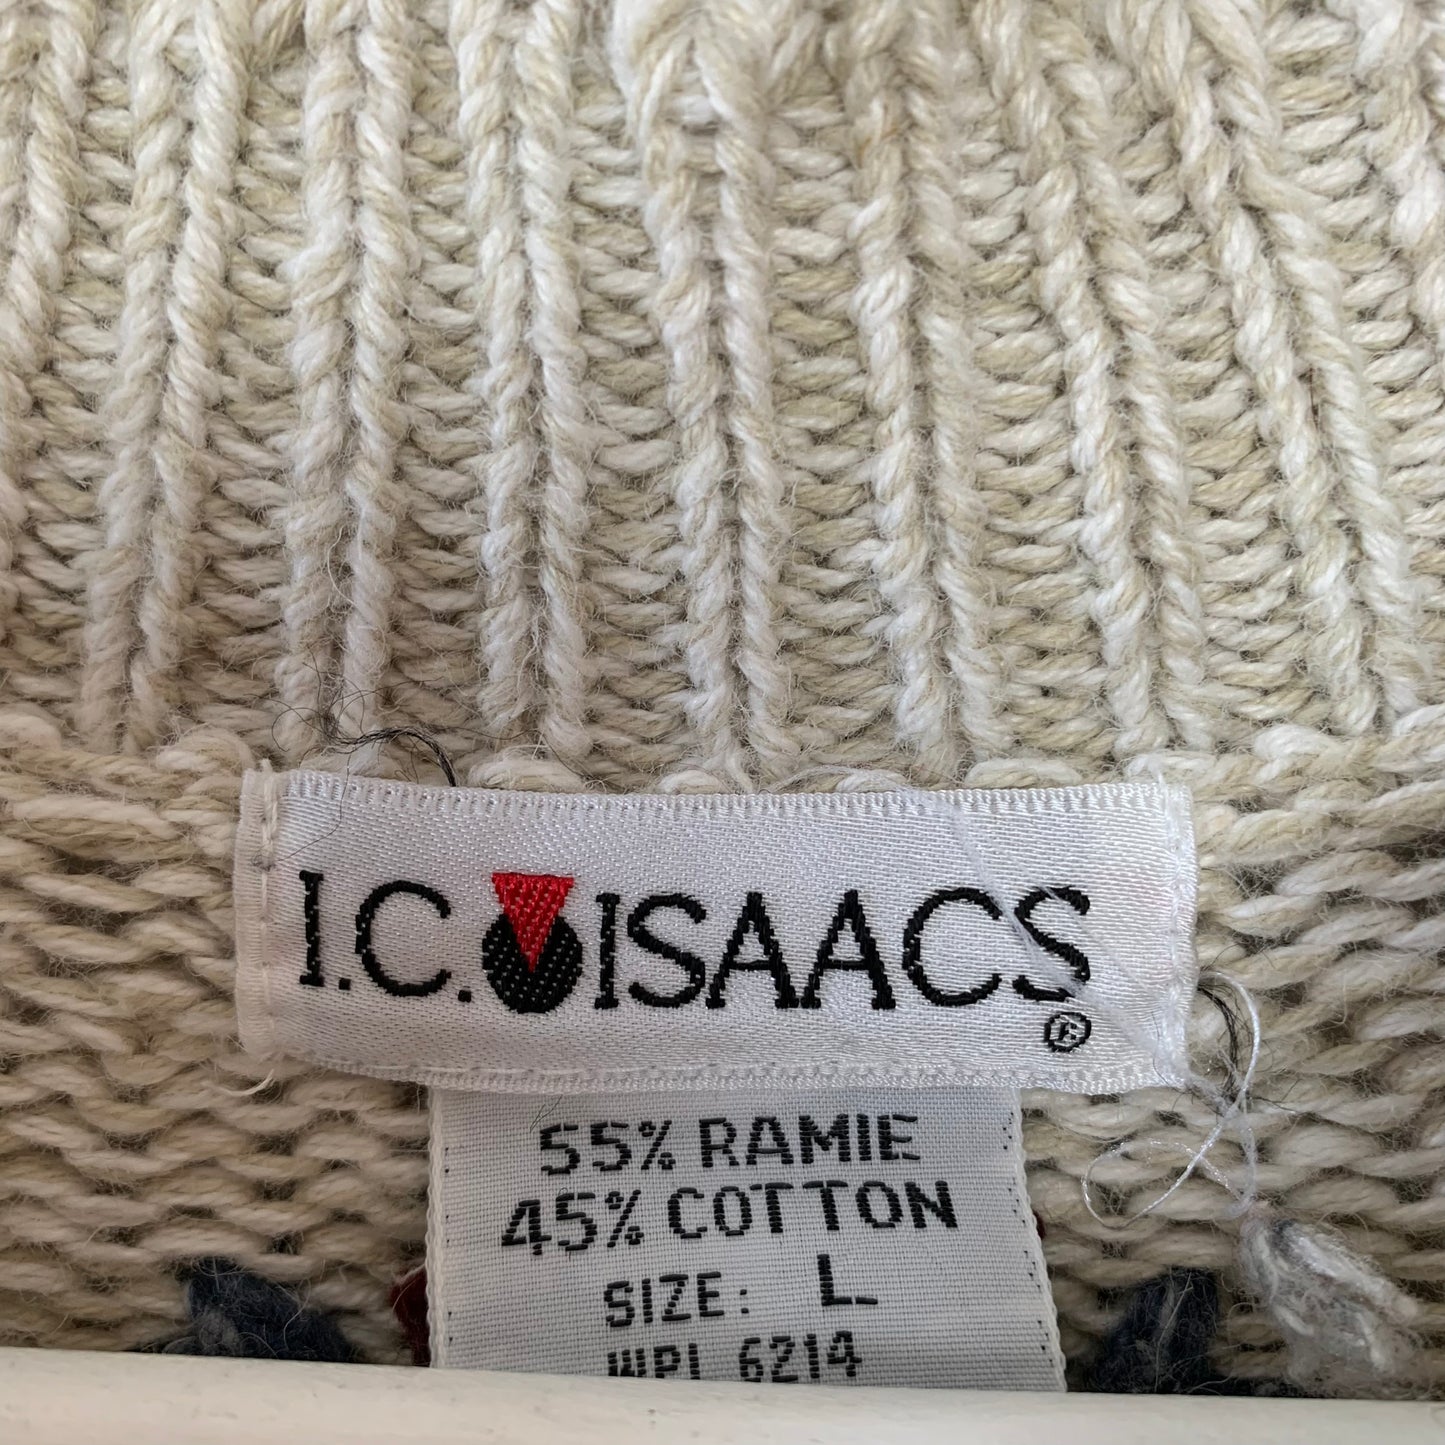 I.C. ISAACS
®
55% RAMIE
45% COTTON
SIZE: L
WPL 6214